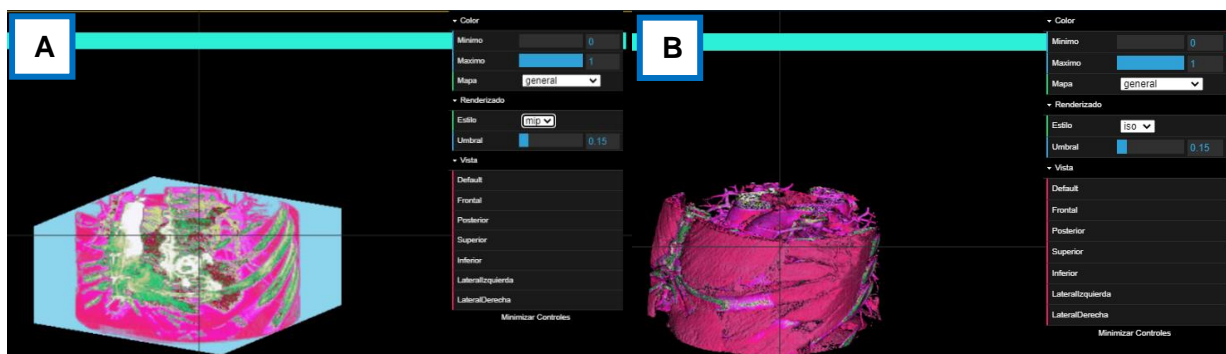 A
Color
Minimo 0
Maximo 1
Mapa general
Renderizado
Estilo mip
Umbral 0.15
Vista
Default
Frontal
Posterior
Superior
Inferior
LateralIzquierda
LateralDerecha
Minimizar Controles
B
Color
Minimo 0
Maximo 1
Mapa general
Renderizado
Estilo iso
Umbral 0.15
Vista
Default
Frontal
Posterior
Superior
Inferior
LateralIzquierda
LateralDerecha
Minimizar Controles